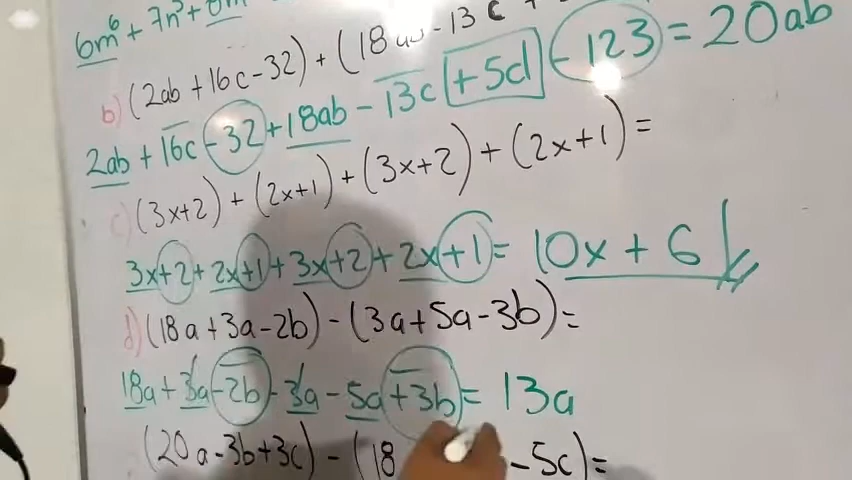 6m⁶ + 7n³ +
b) (2ab + 16c - 32) + (18ab - 13c +
2ab + 16c - 32 + 18ab - 13c + 5d - 123 = 20ab
c) (3x+2) + (2x+1) + (3x+2) + (2x+1) =
3x+2+2x+1+3x+2+2x+1 = 10x + 6
d) (18a+3a-2b) - (3a+5a-3b) =
18a+3a-2b-3a-5a+3b = 13a
(20a-3b+3c) - (18 -5c) =